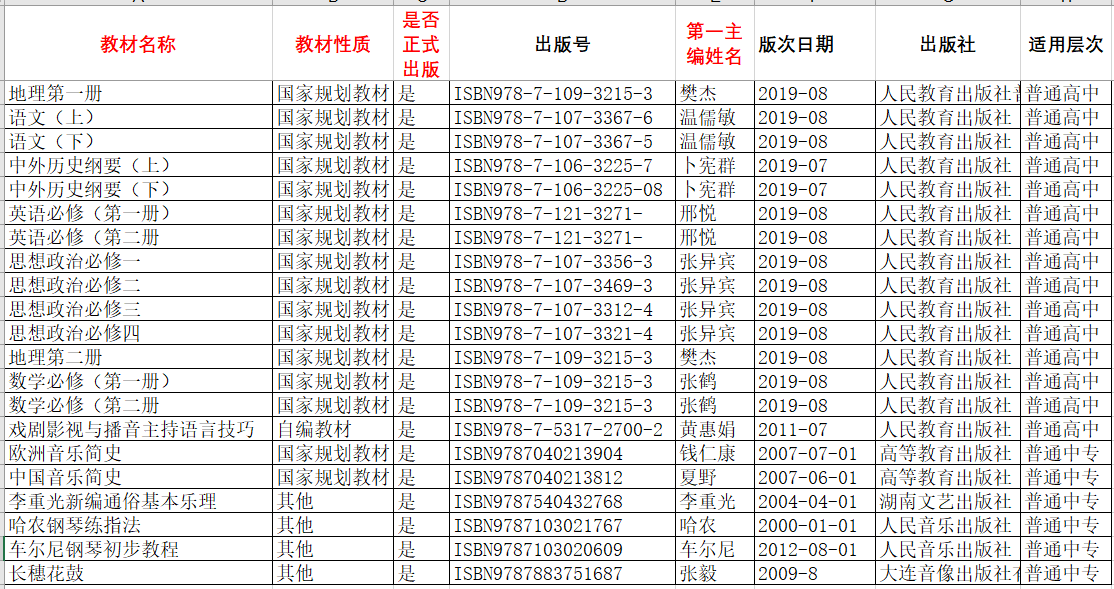 教材名称 教材性质 是否正式出版 出版号 第一主编姓名 版次日期 出版社 适用层次
地理第一册 国家规划教材 是 ISBN978-7-109-3215-3 樊杰 2019-08 人民教育出版社 普通高中
语文（上） 国家规划教材 是 ISBN978-7-107-3367-6 温儒敏 2019-08 人民教育出版社 普通高中
语文（下） 国家规划教材 是 ISBN978-7-107-3367-5 温儒敏 2019-08 人民教育出版社 普通高中
中外历史纲要（上） 国家规划教材 是 ISBN978-7-106-3225-7 卜宪群 2019-07 人民教育出版社 普通高中
中外历史纲要（下） 国家规划教材 是 ISBN978-7-106-3225-08 卜宪群 2019-07 人民教育出版社 普通高中
英语必修（第一册） 国家规划教材 是 ISBN978-7-121-3271- 邢悦 2019-08 人民教育出版社 普通高中
英语必修（第二册 国家规划教材 是 ISBN978-7-121-3271- 邢悦 2019-08 人民教育出版社 普通高中
思想政治必修一 国家规划教材 是 ISBN978-7-107-3356-3 张异宾 2019-08 人民教育出版社 普通高中
思想政治必修二 国家规划教材 是 ISBN978-7-107-3469-3 张异宾 2019-08 人民教育出版社 普通高中
思想政治必修三 国家规划教材 是 ISBN978-7-107-3312-4 张异宾 2019-08 人民教育出版社 普通高中
思想政治必修四 国家规划教材 是 ISBN978-7-107-3321-4 张异宾 2019-08 人民教育出版社 普通高中
地理第二册 国家规划教材 是 ISBN978-7-109-3215-3 樊杰 2019-08 人民教育出版社 普通高中
数学必修（第一册） 国家规划教材 是 ISBN978-7-109-3215-3 张鹤 2019-08 人民教育出版社 普通高中
数学必修（第二册 国家规划教材 是 ISBN978-7-109-3215-3 张鹤 2019-08 人民教育出版社 普通高中
戏剧影视与播音主持语言技巧 自编教材 是 ISBN978-7-5317-2700-2 黄惠娟 2011-07 人民教育出版社 普通高中
欧洲音乐简史 国家规划教材 是 ISBN9787040213904 钱仁康 2007-07-01 高等教育出版社 普通中专
中国音乐简史 国家规划教材 是 ISBN9787040213812 夏野 2007-06-01 高等教育出版社 普通中专
李重光新编通俗基本乐理 其他 是 ISBN9787540432768 李重光 2004-04-01 湖南文艺出版社 普通中专
哈农钢琴练指法 其他 是 ISBN9787103021767 哈农 2000-01-01 人民音乐出版社 普通中专
车尔尼钢琴初步教程 其他 是 ISBN9787103020609 车尔尼 2012-08-01 人民音乐出版社 普通中专
长穗花鼓 其他 是 ISBN9787883751687 张毅 2009-8 大连音像出版社 普通中专